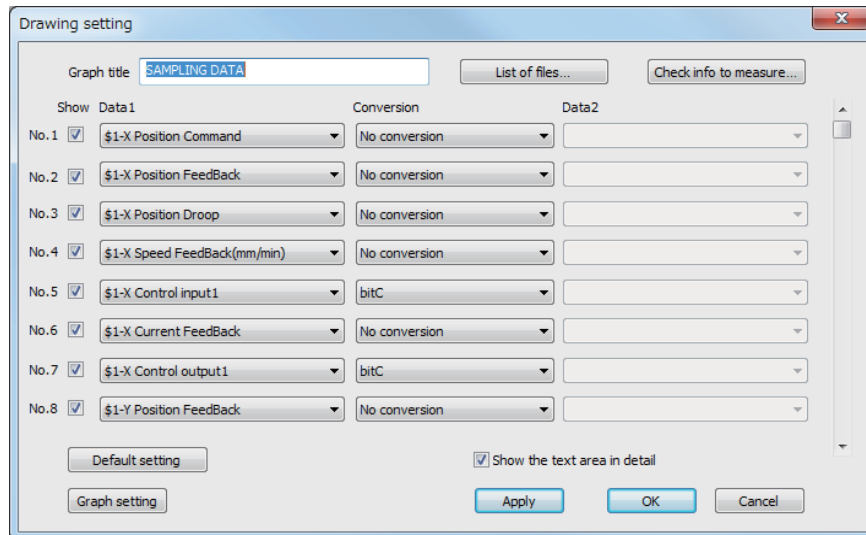 Drawing setting
Graph title SAMPLING DATA List of files... Check info to measure...
Show Data1 Conversion Data2
No.1 $1-X Position Command No conversion
No.2 $1-X Position FeedBack No conversion
No.3 $1-X Position Droop No conversion
No.4 $1-X Speed FeedBack(mm/min) No conversion
No.5 $1-X Control input1 bitC
No.6 $1-X Current FeedBack No conversion
No.7 $1-X Control output1 bitC
No.8 $1-Y Position FeedBack No conversion
Default setting Show the text area in detail
Graph setting Apply OK Cancel